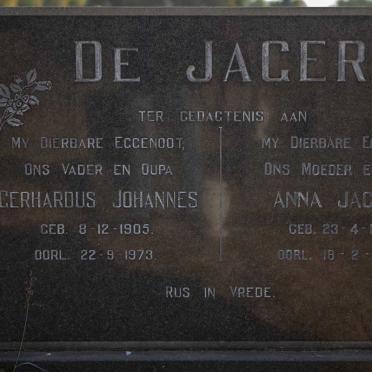 DE JAGER
TER GEDAGTENIS AAN
MY DIERBARE EGGENOOT,
ONS VADER EN OUPA
GERHARDUS JOHANNES
GEB. 8-12-1905.
OORL. 22-9-1973.
MY DIERBARE
ONS MOEDER
ANNA
GEB. 23-4-
OORL. 18-2-
RUS IN VREDE.